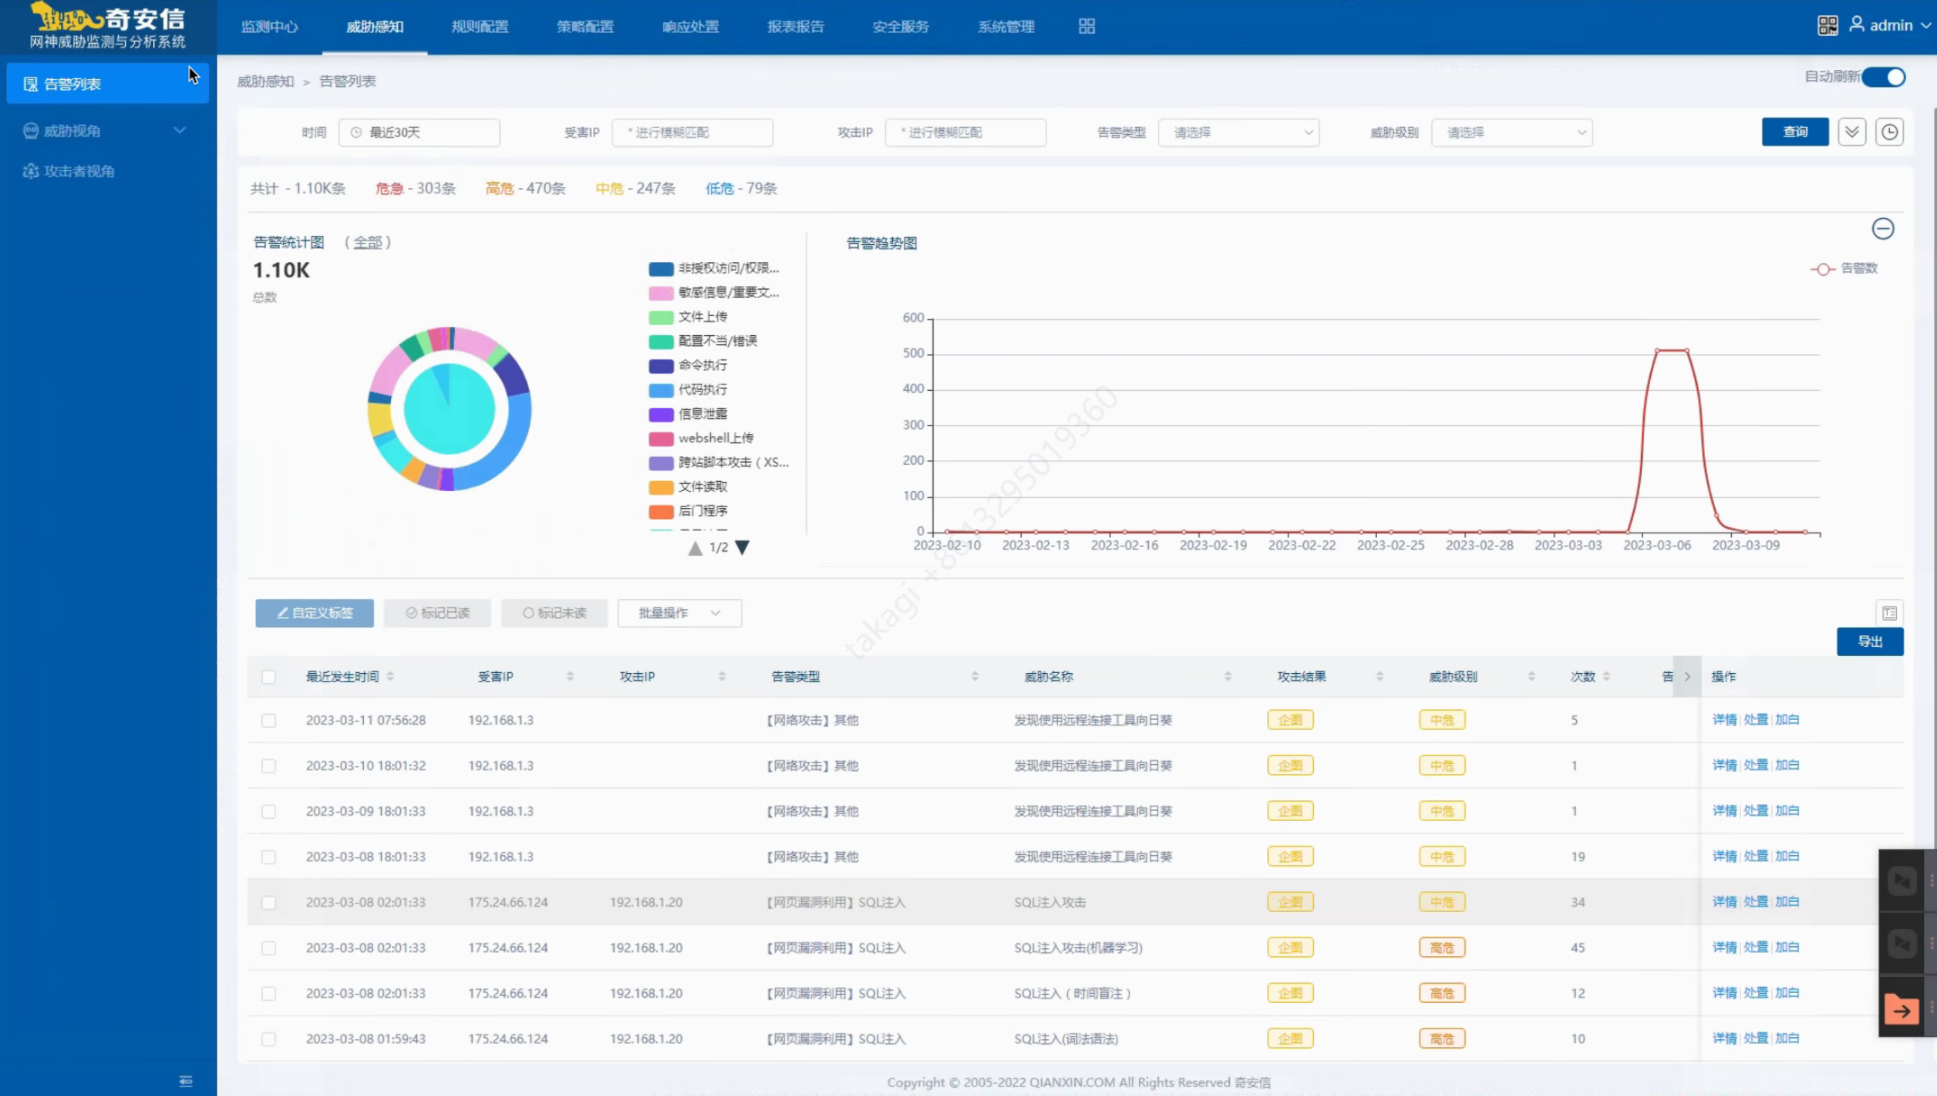 奇安信
网神威胁监测与分析系统
监测中心 威胁感知 规则配置 策略配置 响应处置 报表报告 安全服务 系统管理
admin
告警列表
威胁视角
攻击者视角
威胁感知 > 告警列表
自动刷新
时间 最近30天 受害IP *进行模糊匹配 攻击IP *进行模糊匹配 告警类型 请选择 威胁级别 请选择 查询
共计 - 1.10K条 危急 - 303条 高危 - 470条 中危 - 247条 低危 - 79条
告警统计图 （全部）
1.10K
总数
非授权访问/权限...
敏感信息/重要文...
文件上传
配置不当/错误
命令执行
代码执行
信息泄露
webshell上传
跨站脚本攻击（XS...
文件读取
后门程序
1/2
告警趋势图
告警数
600
500
400
300
200
100
0
2023-02-10 2023-02-13 2023-02-16 2023-02-19 2023-02-22 2023-02-25 2023-02-28 2023-03-03 2023-03-06 2023-03-09
takagi +8613295019360
自定义标签 标记已读 标记未读 批量操作
导出
最近发生时间 受害IP 攻击IP 告警类型 威胁名称 攻击结果 威胁级别 次数 告 操作
2023-03-11 07:56:28 192.168.1.3 【网络攻击】其他 发现使用远程连接工具向日葵 企图 中危 5 详情 处置 加白
2023-03-10 18:01:32 192.168.1.3 【网络攻击】其他 发现使用远程连接工具向日葵 企图 中危 1 详情 处置 加白
2023-03-09 18:01:33 192.168.1.3 【网络攻击】其他 发现使用远程连接工具向日葵 企图 中危 1 详情 处置 加白
2023-03-08 18:01:33 192.168.1.3 【网络攻击】其他 发现使用远程连接工具向日葵 企图 中危 19 详情 处置 加白
2023-03-08 02:01:33 175.24.66.124 192.168.1.20 【网页漏洞利用】SQL注入 SQL注入攻击 企图 中危 34 详情 处置 加白
2023-03-08 02:01:33 175.24.66.124 192.168.1.20 【网页漏洞利用】SQL注入 SQL注入攻击(机器学习) 企图 高危 45 详情 处置 加白
2023-03-08 02:01:33 175.24.66.124 192.168.1.20 【网页漏洞利用】SQL注入 SQL注入（时间盲注） 企图 高危 12 详情 处置 加白
2023-03-08 01:59:43 175.24.66.124 192.168.1.20 【网页漏洞利用】SQL注入 SQL注入(词法语法) 企图 高危 10 详情 处置 加白
Copyright © 2005-2022 QIANXIN.COM All Rights Reserved 奇安信